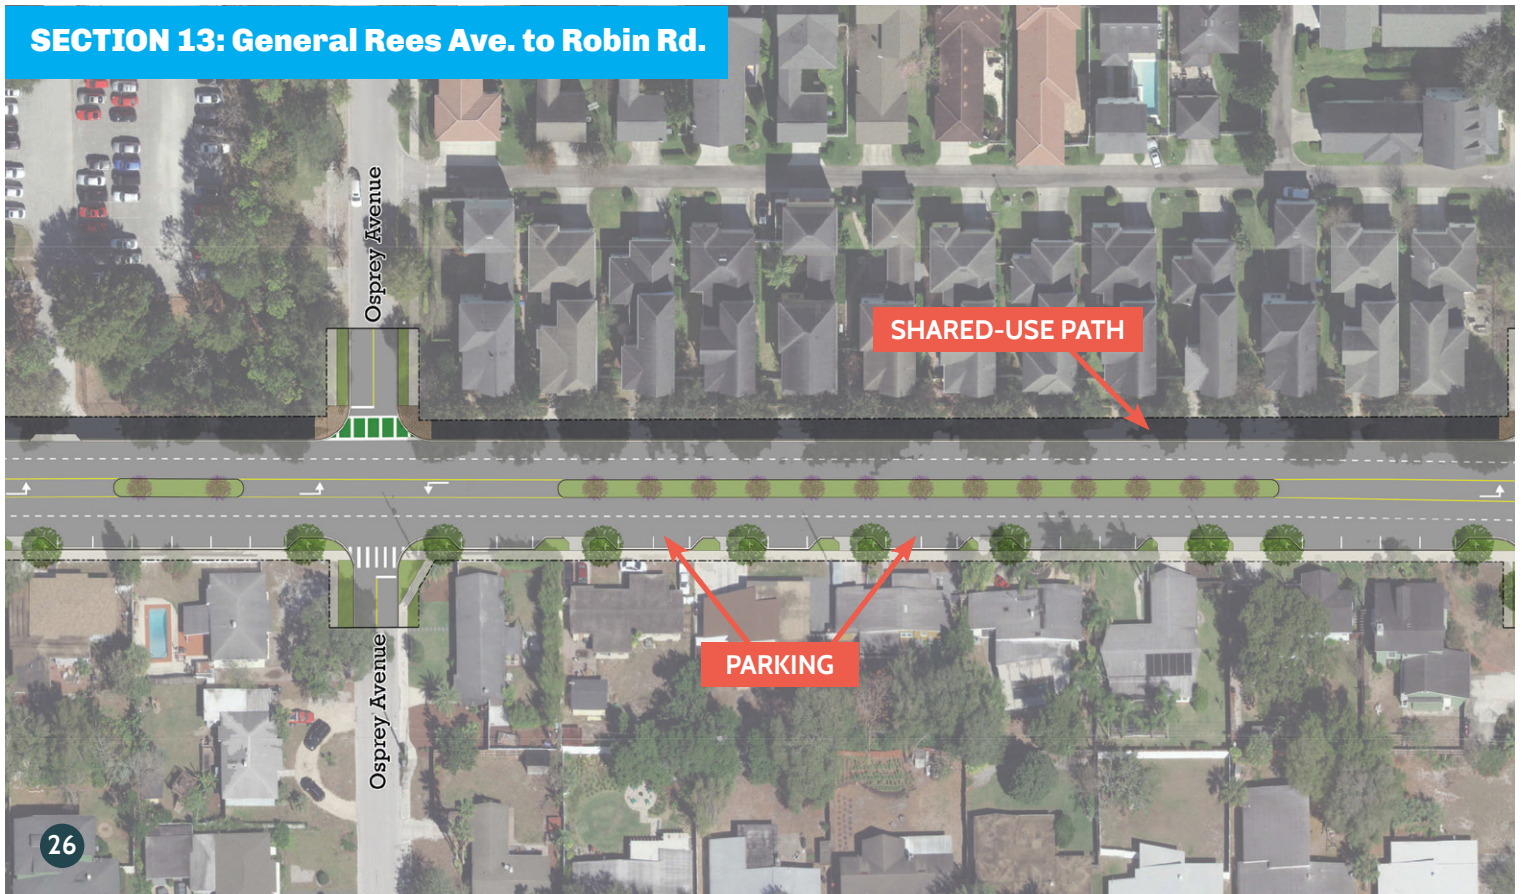 SECTION 13: General Rees Ave. to Robin Rd.
Osprey Avenue
SHARED-USE PATH
PARKING
Osprey Avenue
26